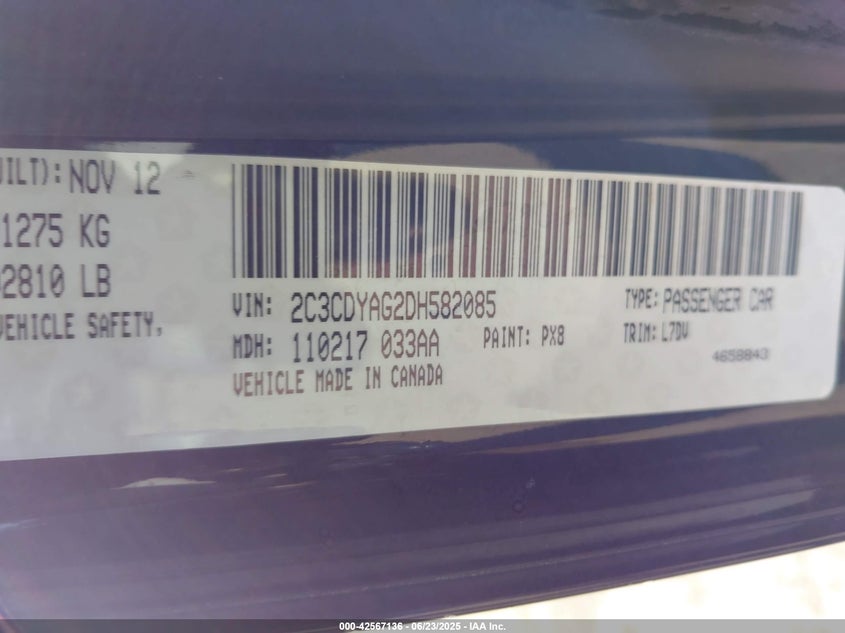 UILT): NOV 12
1275 KG
2810 LB
VEHICLE SAFETY,
VIN: 2C3CDYAG2DH582085 TYPE: PASSENGER CAR
MDH: 110217 033AA PAINT: PX8 TRIM: L7DV
VEHICLE MADE IN CANADA 4658843
000-42567136 - 06/23/2025 - IAA Inc.